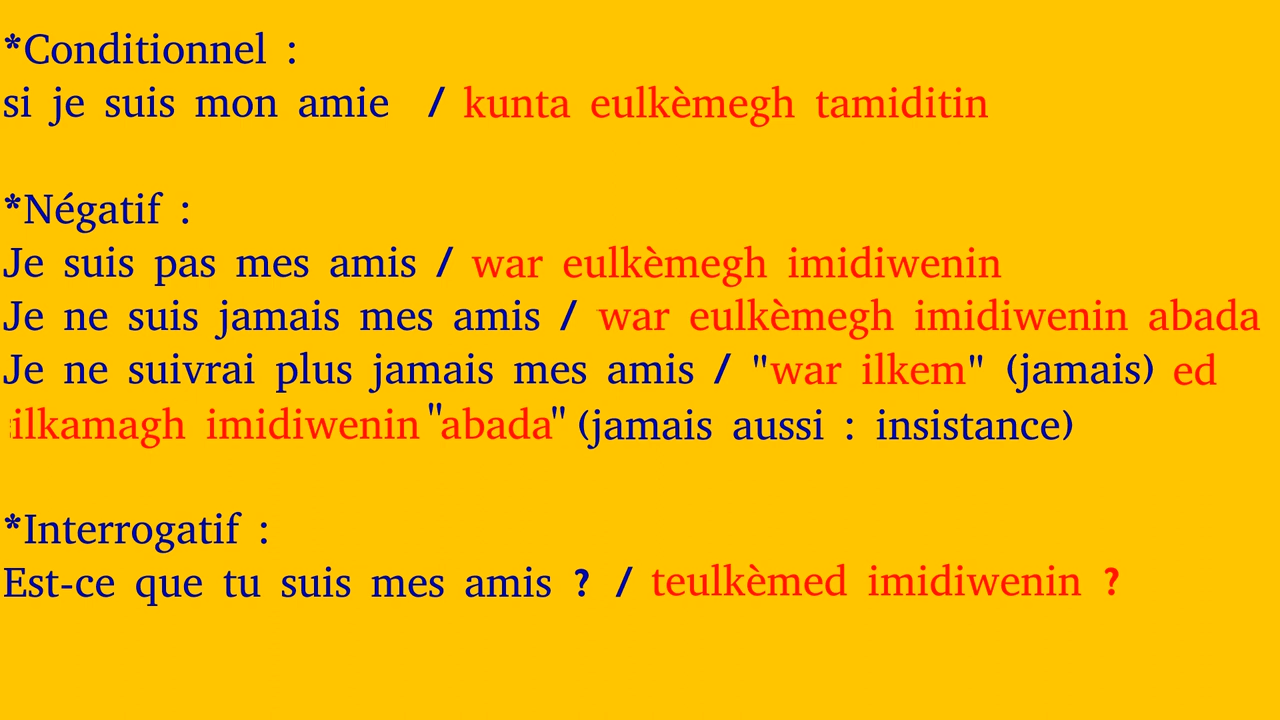 *Conditionnel :
si je suis mon amie / kunta eulkèmegh tamiditin
*Négatif :
Je suis pas mes amis / war eulkèmegh imidiwenin
Je ne suis jamais mes amis / war eulkèmegh imidiwenin abada
Je ne suivrai plus jamais mes amis / "war ilkem" (jamais) ed
ilkamagh imidiwenin "abada" (jamais aussi : insistance)
*Interrogatif :
Est-ce que tu suis mes amis ? / teulkèmed imidiwenin ?